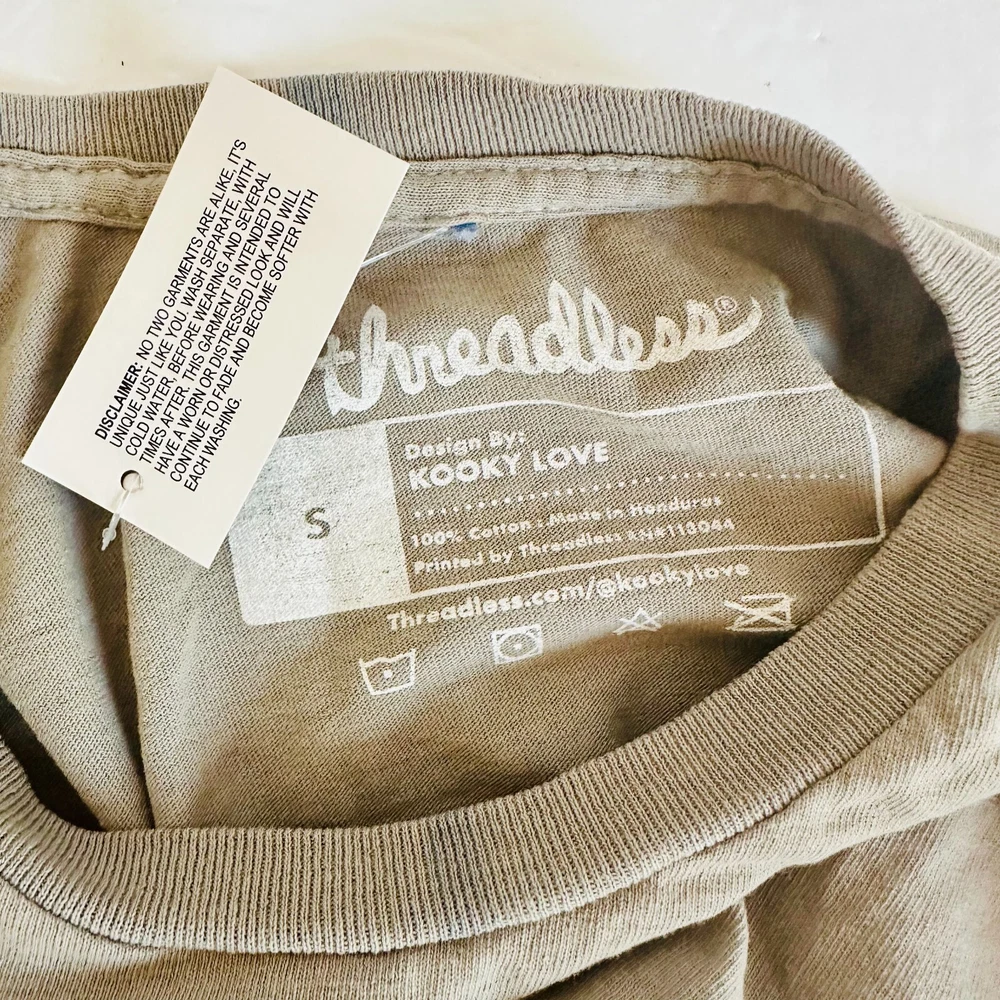 DISCLAIMER: NO TWO GARMENTS ARE ALIKE, IT'S
UNIQUE JUST LIKE YOU. WASH SEPARATE, WITH
COLD WATER, BEFORE WEARING AND SEVERAL
TIMES AFTER. THIS GARMENT IS INTENDED TO
HAVE A WORN OR DISTRESSED LOOK AND WILL
CONTINUE TO FADE AND BECOME SOFTER WITH
EACH WASHING.
threadless®
S
Design By:
KOOKY LOVE
100% Cotton : Made in Honduras
Printed by Threadless RN#113044
Threadless.com/@kookylove